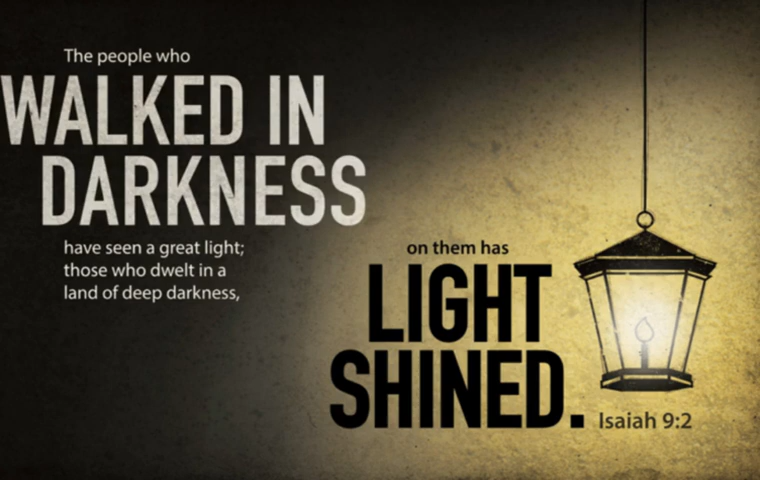 The people who
WALKED IN
DARKNESS
have seen a great light;
those who dwelt in a
land of deep darkness,
on them has
LIGHT
SHINED.
Isaiah 9:2